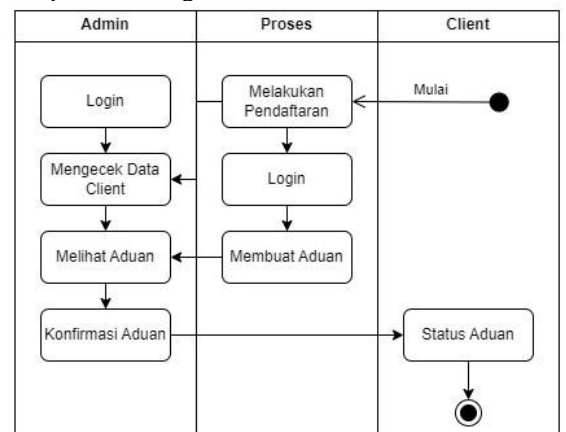 Admin
Proses
Client
Login
Melakukan
Pendaftaran
Mulai
Mengecek Data
Client
Login
Melihat Aduan
Membuat Aduan
Konfirmasi Aduan
Status Aduan